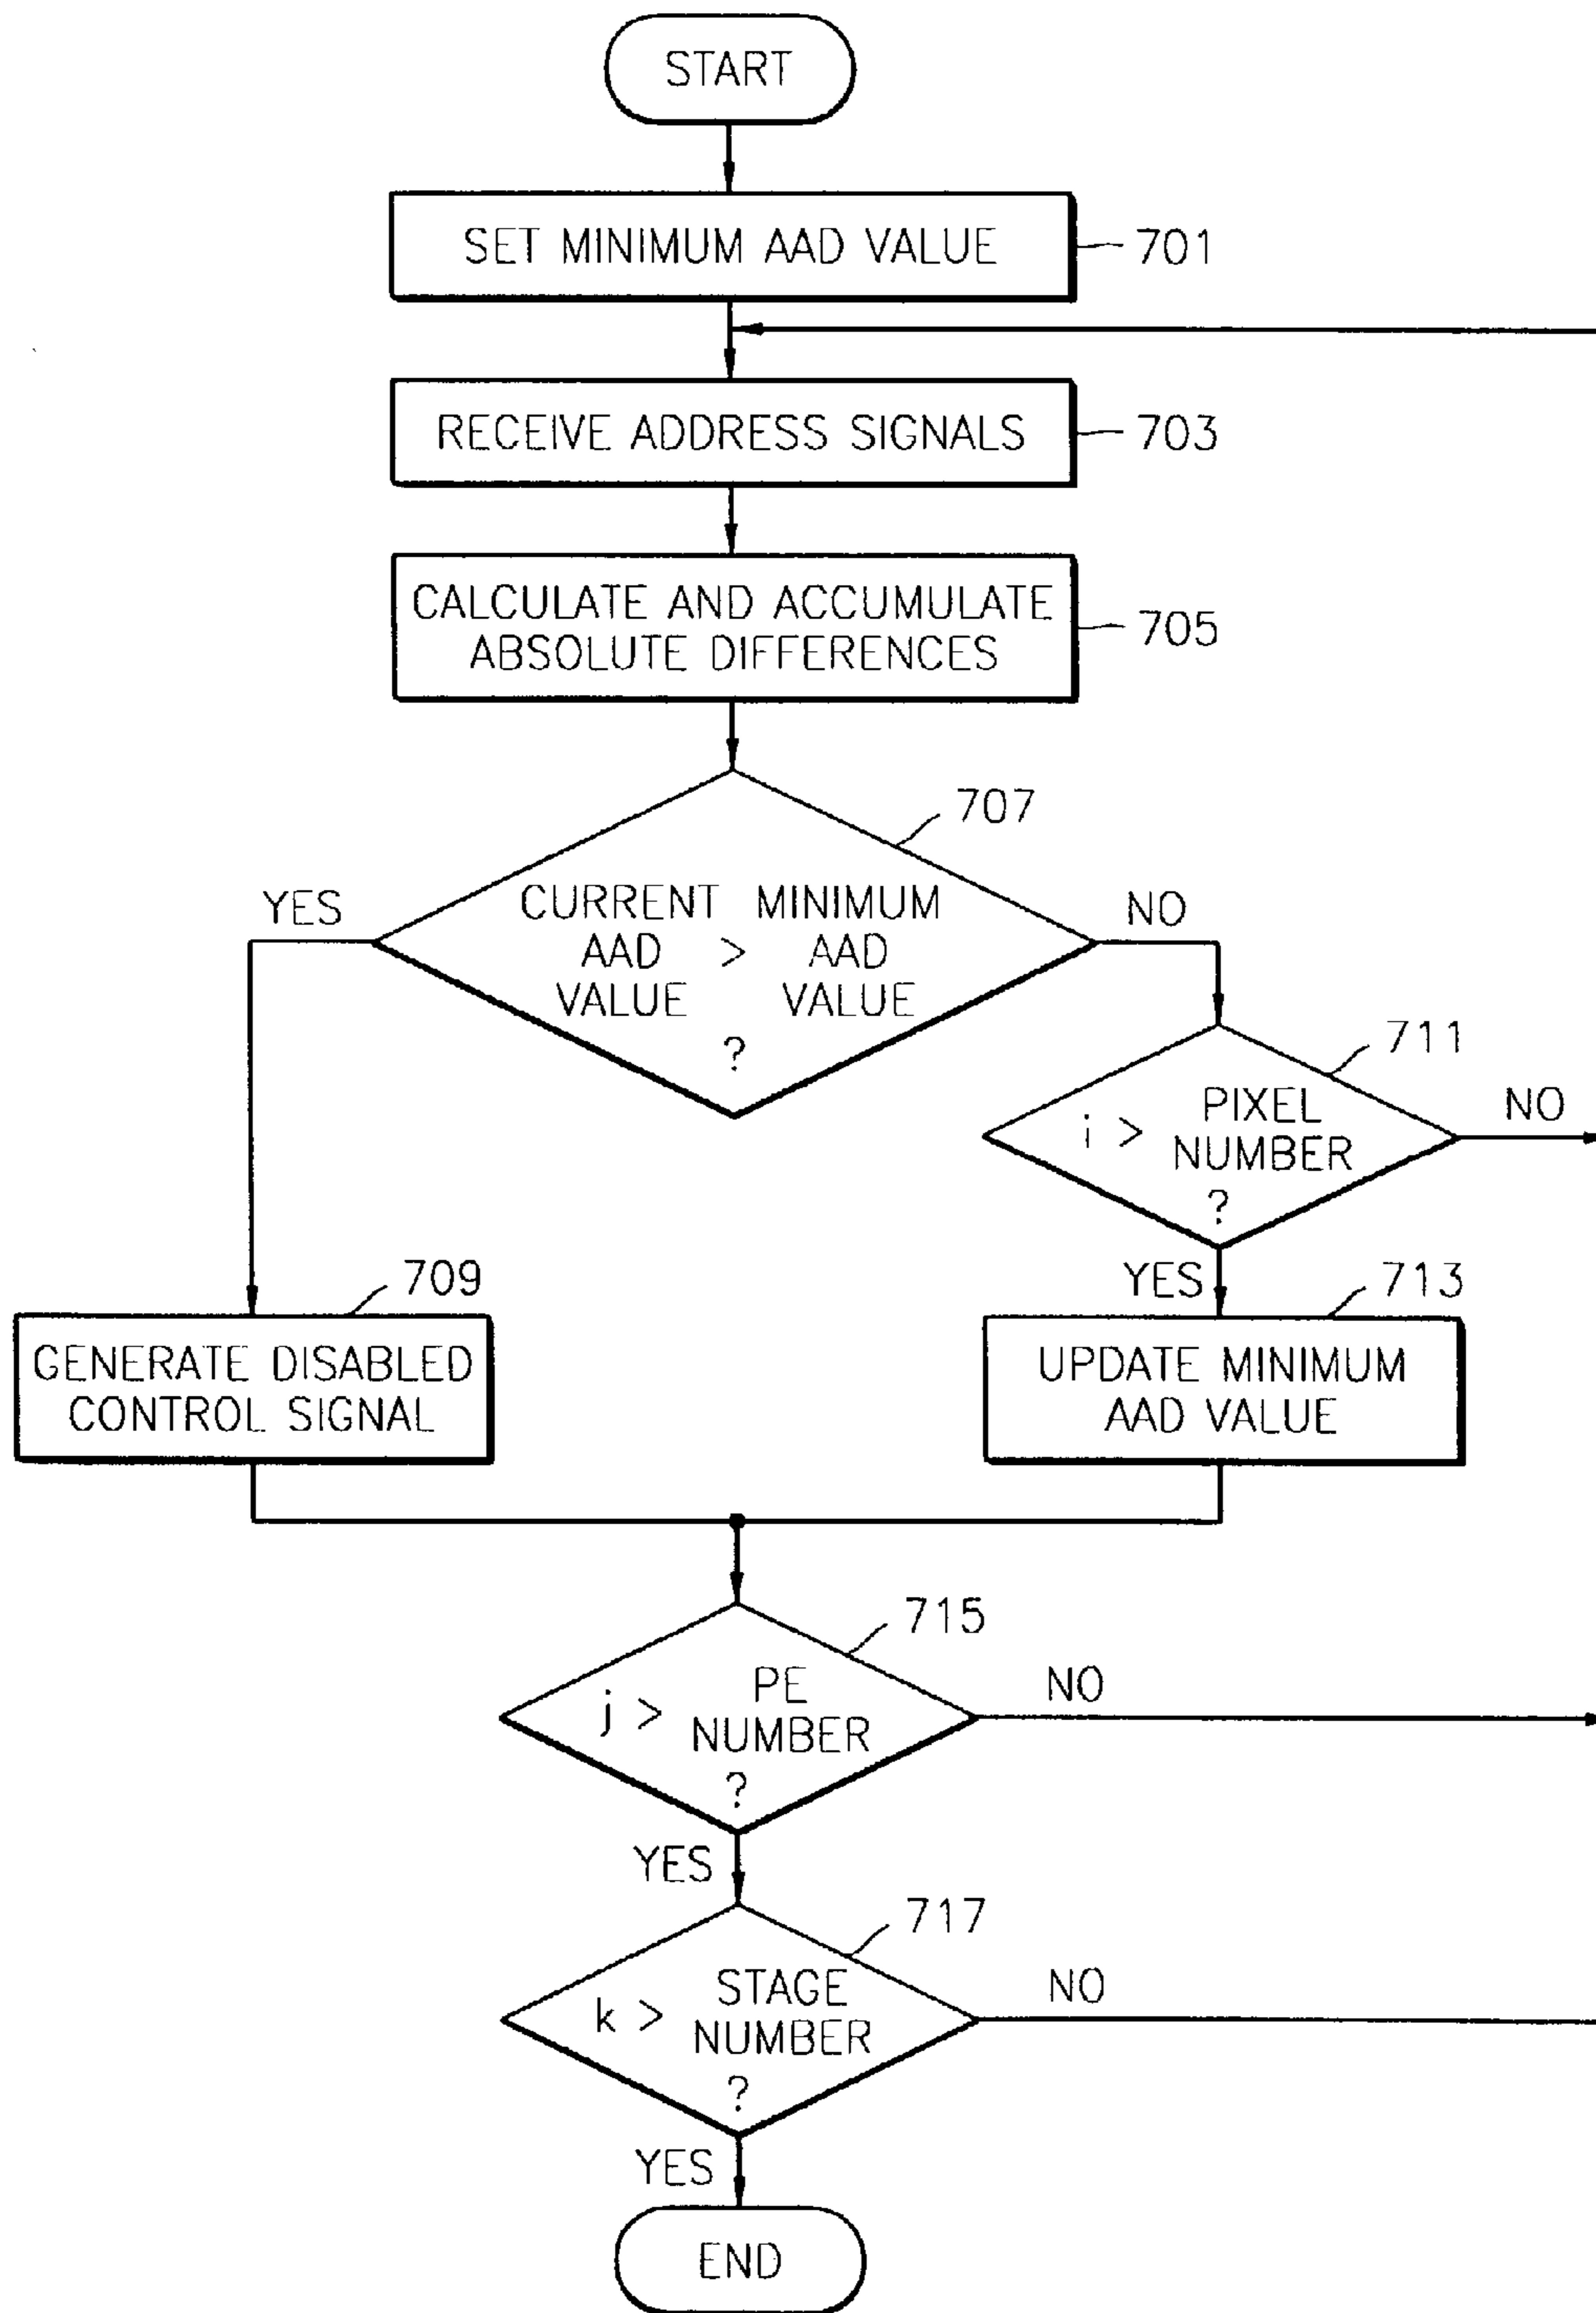 START
SET MINIMUM AAD VALUE
701
RECEIVE ADDRESS SIGNALS
703
CALCULATE AND ACCUMULATE
ABSOLUTE DIFFERENCES
705
707
YES
CURRENT MINIMUM
AAD > AAD
VALUE VALUE
?
NO
711
i > PIXEL
NUMBER
?
NO
YES
709
GENERATE DISABLED
CONTROL SIGNAL
713
UPDATE MINIMUM
AAD VALUE
715
j > PE
NUMBER
?
NO
YES
717
k > STAGE
NUMBER
?
NO
YES
END